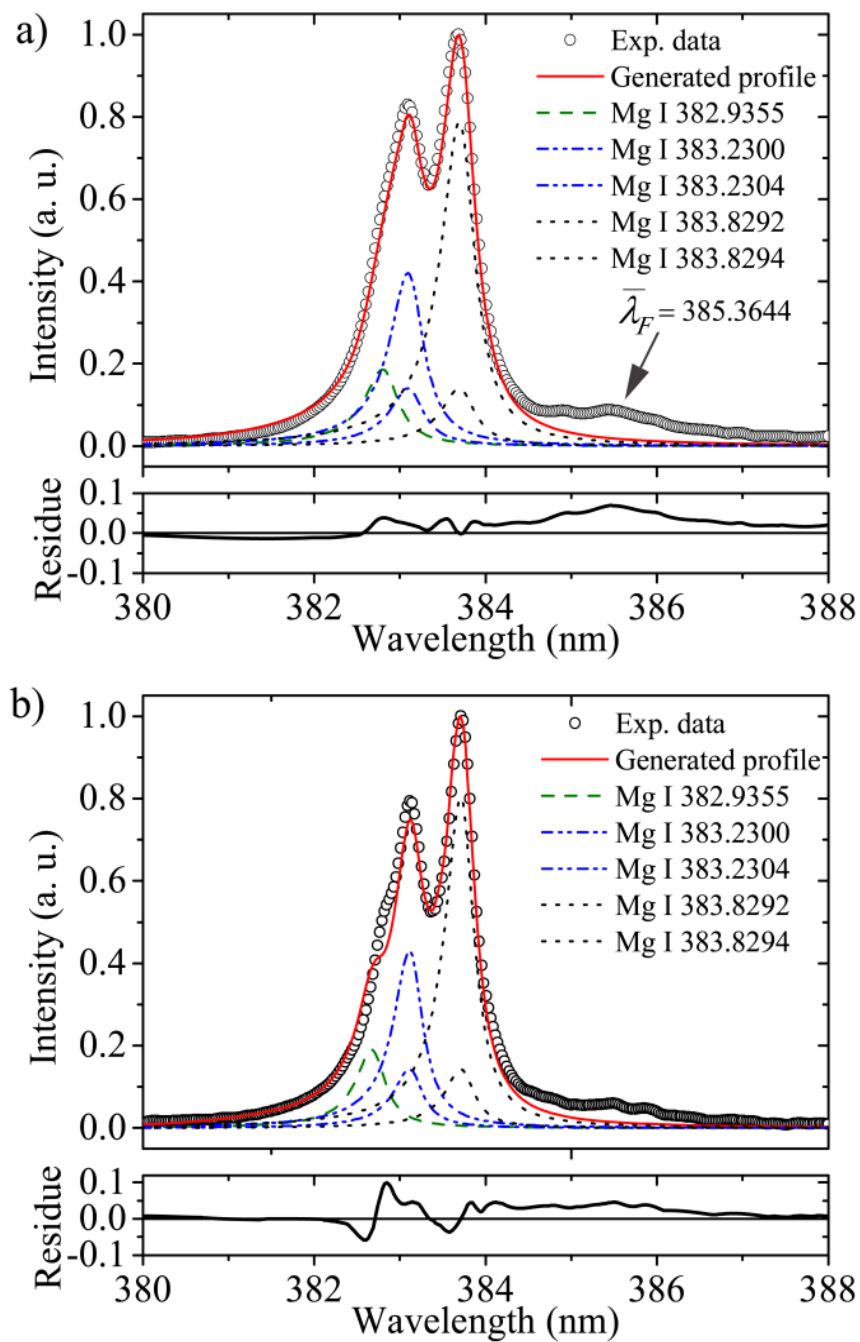 a)
1.0
0.8
0.6
0.4
0.2
0.0
Intensity (a. u.)
Exp. data
Generated profile
Mg I 382.9355
Mg I 383.2300
Mg I 383.2304
Mg I 383.8292
Mg I 383.8294
λ̅F = 385.3644
0.1
0.0
-0.1
Residue
380 382 384 386 388
Wavelength (nm)
b)
1.0
0.8
0.6
0.4
0.2
0.0
Intensity (a. u.)
Exp. data
Generated profile
Mg I 382.9355
Mg I 383.2300
Mg I 383.2304
Mg I 383.8292
Mg I 383.8294
0.1
0.0
-0.1
Residue
380 382 384 386 388
Wavelength (nm)